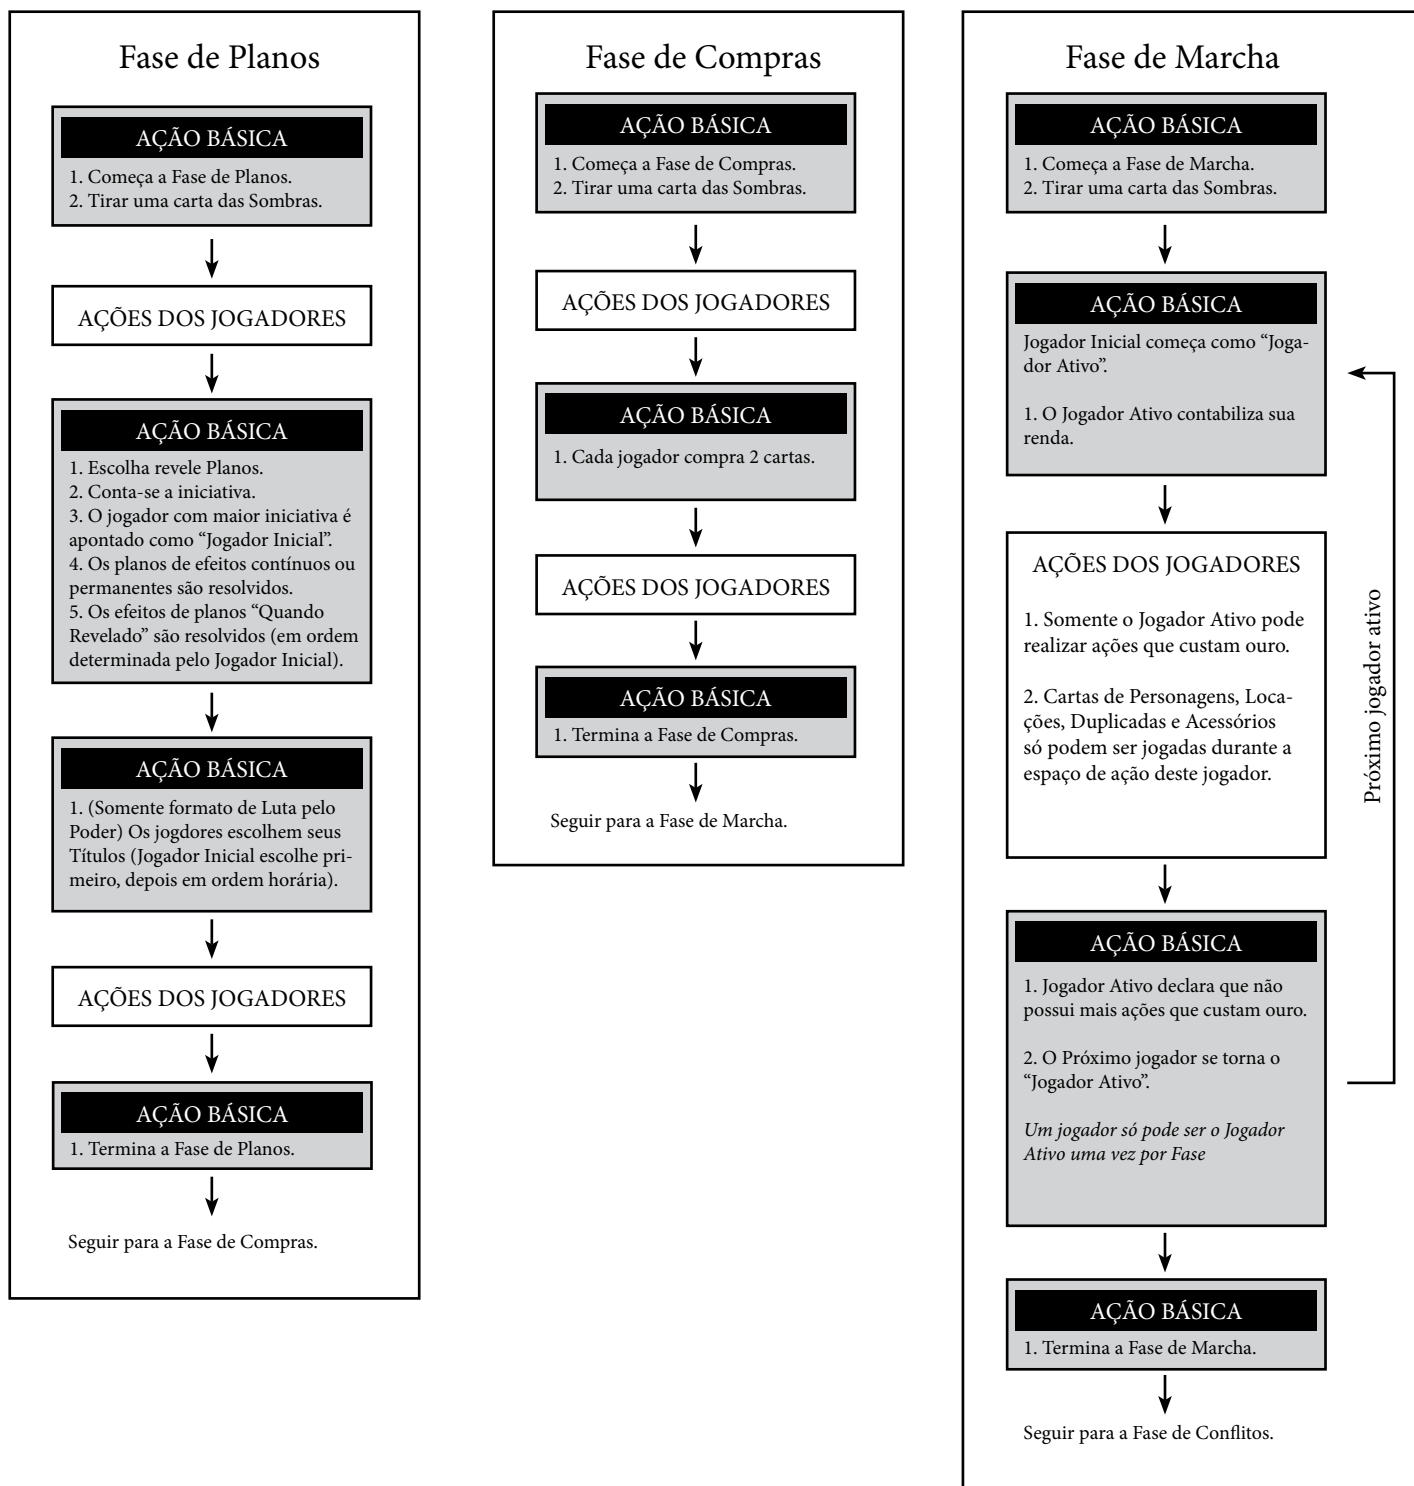 Fase de Planos
AÇÃO BÁSICA
1. Começa a Fase de Planos.
2. Tirar uma carta das Sombras.
AÇÕES DOS JOGADORES
AÇÃO BÁSICA
1. Escolha revele Planos.
2. Conta-se a iniciativa.
3. O jogador com maior iniciativa é
apontado como “Jogador Inicial”.
4. Os planos de efeitos contínuos ou
permanentes são resolvidos.
5. Os efeitos de planos “Quando
Revelado” são resolvidos (em ordem
determinada pelo Jogador Inicial).
AÇÃO BÁSICA
1. (Somente formato de Luta pelo
Poder) Os jogdores escolhem seus
Títulos (Jogador Inicial escolhe pri-
meiro, depois em ordem horária).
AÇÕES DOS JOGADORES
AÇÃO BÁSICA
1. Termina a Fase de Planos.
Seguir para a Fase de Compras.
Fase de Compras
AÇÃO BÁSICA
1. Começa a Fase de Compras.
2. Tirar uma carta das Sombras.
AÇÕES DOS JOGADORES
AÇÃO BÁSICA
1. Cada jogador compra 2 cartas.
AÇÕES DOS JOGADORES
AÇÃO BÁSICA
1. Termina a Fase de Compras.
Seguir para a Fase de Marcha.
Fase de Marcha
AÇÃO BÁSICA
1. Começa a Fase de Marcha.
2. Tirar uma carta das Sombras.
AÇÃO BÁSICA
Jogador Inicial começa como “Joga-
dor Ativo”.
1. O Jogador Ativo contabiliza sua
renda.
AÇÕES DOS JOGADORES
1. Somente o Jogador Ativo pode
realizar ações que custam ouro.
2. Cartas de Personagens, Loca-
ções, Duplicadas e Acessórios
só podem ser jogadas durante a
espaço de ação deste jogador.
AÇÃO BÁSICA
1. Jogador Ativo declara que não
possui mais ações que custam ouro.
2. O Próximo jogador se torna o
“Jogador Ativo”.
Um jogador só pode ser o Jogador
Ativo uma vez por Fase
Próximo jogador ativo
AÇÃO BÁSICA
1. Termina a Fase de Marcha.
Seguir para a Fase de Conflitos.